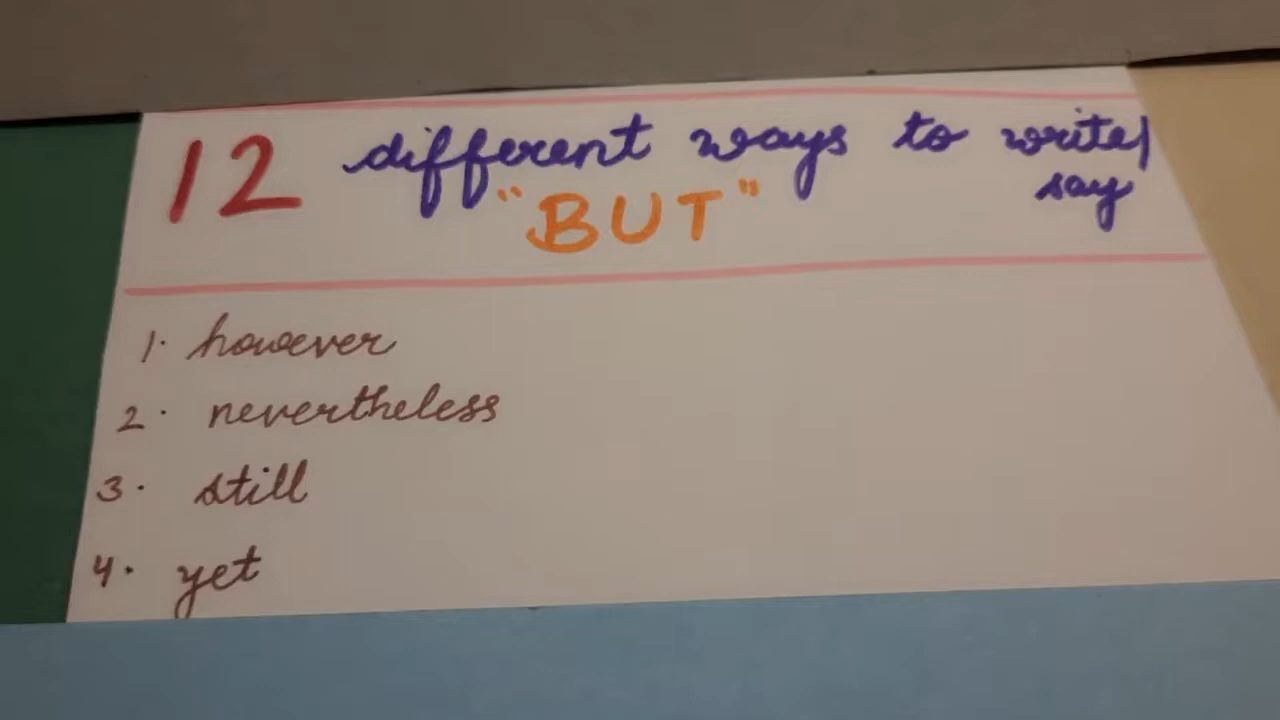 12 different ways to write/
say
"BUT"
1. however
2. nevertheless
3. still
4. yet